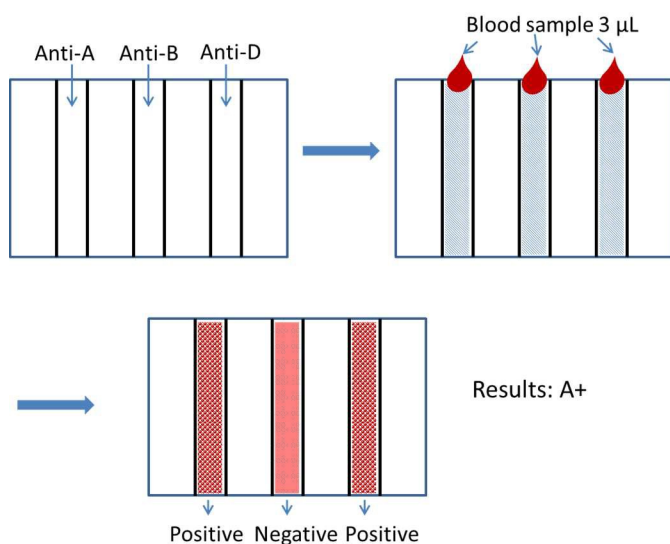 Anti-A Anti-B Anti-D
Blood sample 3 µL
Results: A+
Positive Negative Positive